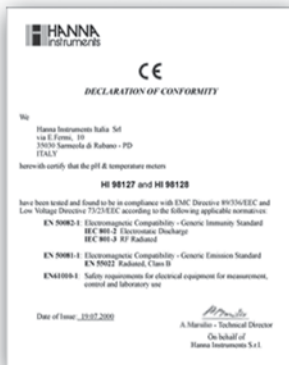 HANNA
instruments
CE
DECLARATION OF CONFORMITY
We
Hanna Instruments Italia Srl
via E.Fermi, 10
35030 Sarmeola di Rubano - PD
ITALY
herewith certify that the pH & temperature meters
HI 98127 and HI 98128
have been tested and found to be in compliance with EMC Directive 89/336/EEC and
Low Voltage Directive 73/23/EEC according to the following applicable normatives:
EN 50082-1: Electromagnetic Compatibility - Generic Immunity Standard
IEC 801-2 Electrostatic Discharge
IEC 801-3 RF Radiated
EN 50081-1: Electromagnetic Compatibility - Generic Emission Standard
EN 55022 Radiated, Class B
EN61010-1: Safety requirements for electrical equipment for measurement,
control and laboratory use
Date of Issue: 19.07.2000
A.Marsilio - Technical Director
On behalf of
Hanna Instruments S.r.l.